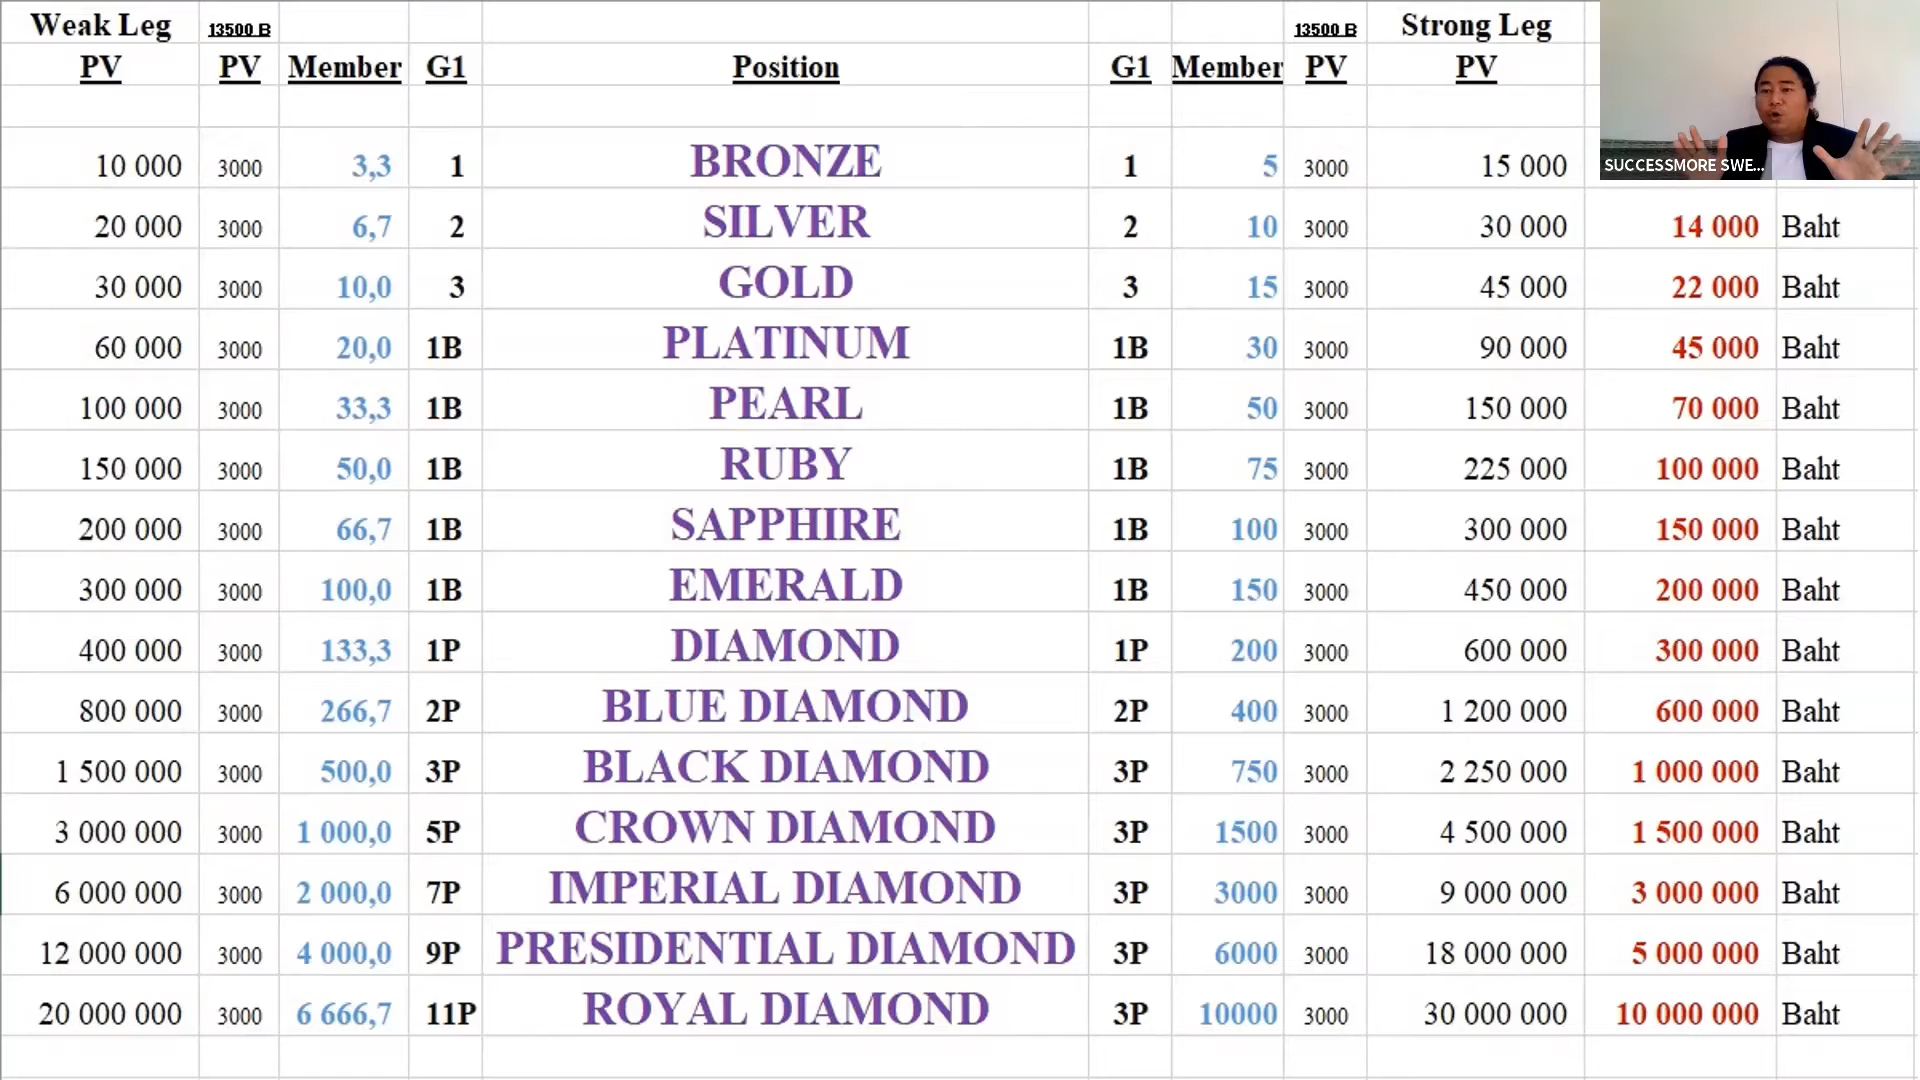 Weak Leg 13500 B 13500 B Strong Leg
PV PV Member G1 Position G1 Member PV PV
10 000 3000 3,3 1 BRONZE 1 5 3000 15 000
20 000 3000 6,7 2 SILVER 2 10 3000 30 000 14 000 Baht
30 000 3000 10,0 3 GOLD 3 15 3000 45 000 22 000 Baht
60 000 3000 20,0 1B PLATINUM 1B 30 3000 90 000 45 000 Baht
100 000 3000 33,3 1B PEARL 1B 50 3000 150 000 70 000 Baht
150 000 3000 50,0 1B RUBY 1B 75 3000 225 000 100 000 Baht
200 000 3000 66,7 1B SAPPHIRE 1B 100 3000 300 000 150 000 Baht
300 000 3000 100,0 1B EMERALD 1B 150 3000 450 000 200 000 Baht
400 000 3000 133,3 1P DIAMOND 1P 200 3000 600 000 300 000 Baht
800 000 3000 266,7 2P BLUE DIAMOND 2P 400 3000 1 200 000 600 000 Baht
1 500 000 3000 500,0 3P BLACK DIAMOND 3P 750 3000 2 250 000 1 000 000 Baht
3 000 000 3000 1 000,0 5P CROWN DIAMOND 3P 1500 3000 4 500 000 1 500 000 Baht
6 000 000 3000 2 000,0 7P IMPERIAL DIAMOND 3P 3000 3000 9 000 000 3 000 000 Baht
12 000 000 3000 4 000,0 9P PRESIDENTIAL DIAMOND 3P 6000 3000 18 000 000 5 000 000 Baht
20 000 000 3000 6 666,7 11P ROYAL DIAMOND 3P 10000 3000 30 000 000 10 000 000 Baht
SUCCESSMORE SWE...